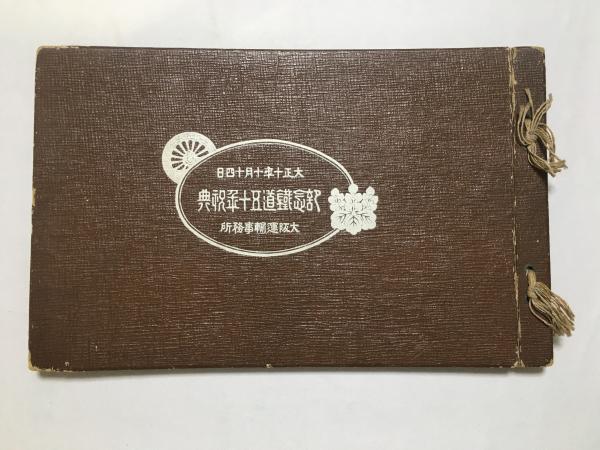 大正十年十月十四日
記念鐵道五十年祝典
大阪運輸事務所